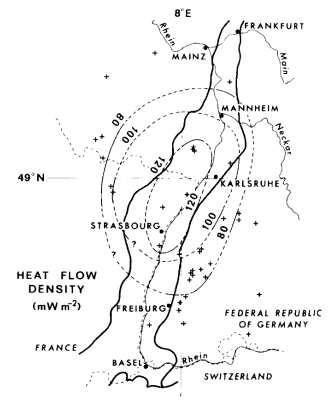 8°E
FRANKFURT
Rhein
MAINZ
Main
MANNHEIM
80
100
Neckar
120
49°N
KARLSRUHE
120
100
STRASBOURG
80
?
?
HEAT FLOW
DENSITY
(mW m⁻²)
FREIBURG
FEDERAL REPUBLIC
OF GERMANY
FRANCE
BASEL
Rhein
SWITZERLAND